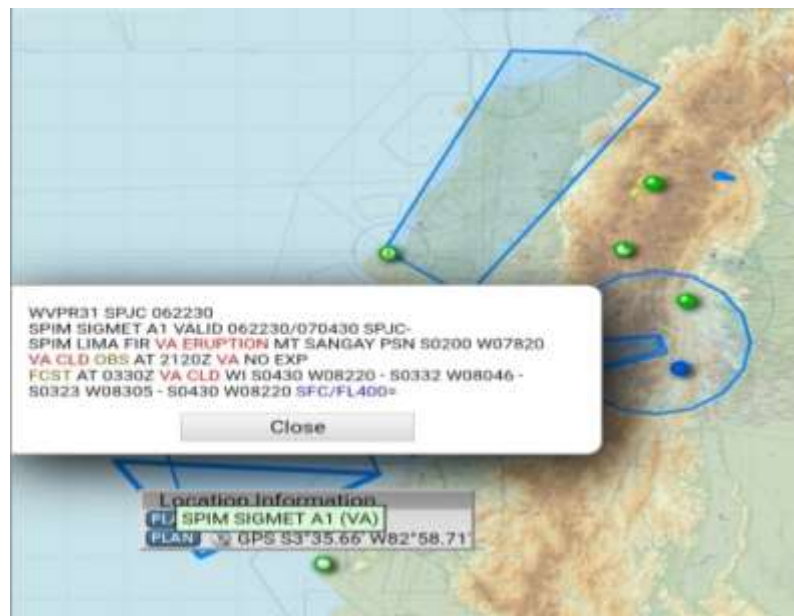 WVPR31 SPJC 062230
SPIM SIGMET A1 VALID 062230/070430 SPJC-
SPIM LIMA FIR VA ERUPTION MT SANGAY PSN S0200 W07820
VA CLD OBS AT 2120Z VA NO EXP
FCST AT 0330Z VA CLD WI S0430 W08220 - S0332 W08046 -
S0323 W08305 - S0430 W08220 SFC/FL400=
Close
Location Information
SPIM SIGMET A1 (VA)
PLAN GPS S3°35.66' W82°58.71'